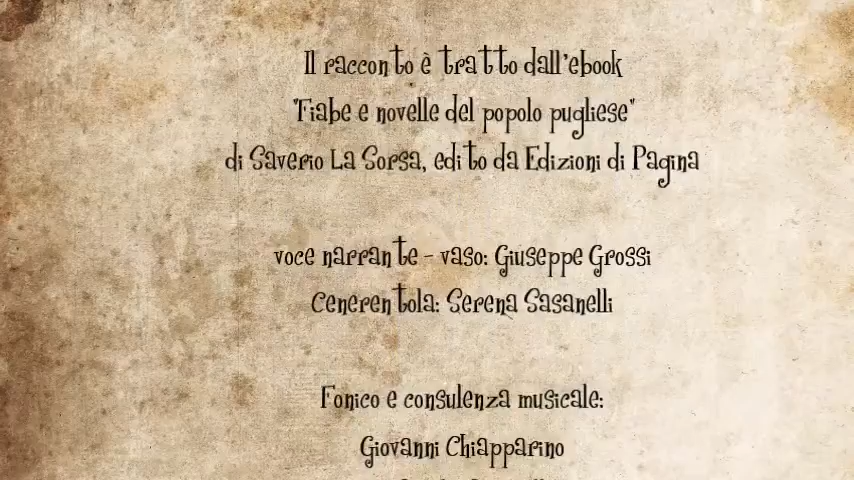 Il racconto è tratto dall'ebook
"Fiabe e novelle del popolo pugliese"
di Saverio La Sorsa, edito da Edizioni di Pagina
voce narrante - vaso: Giuseppe Grossi
Cenerentola: Serena Sasanelli
Fonico e consulenza musicale:
Giovanni Chiapparino